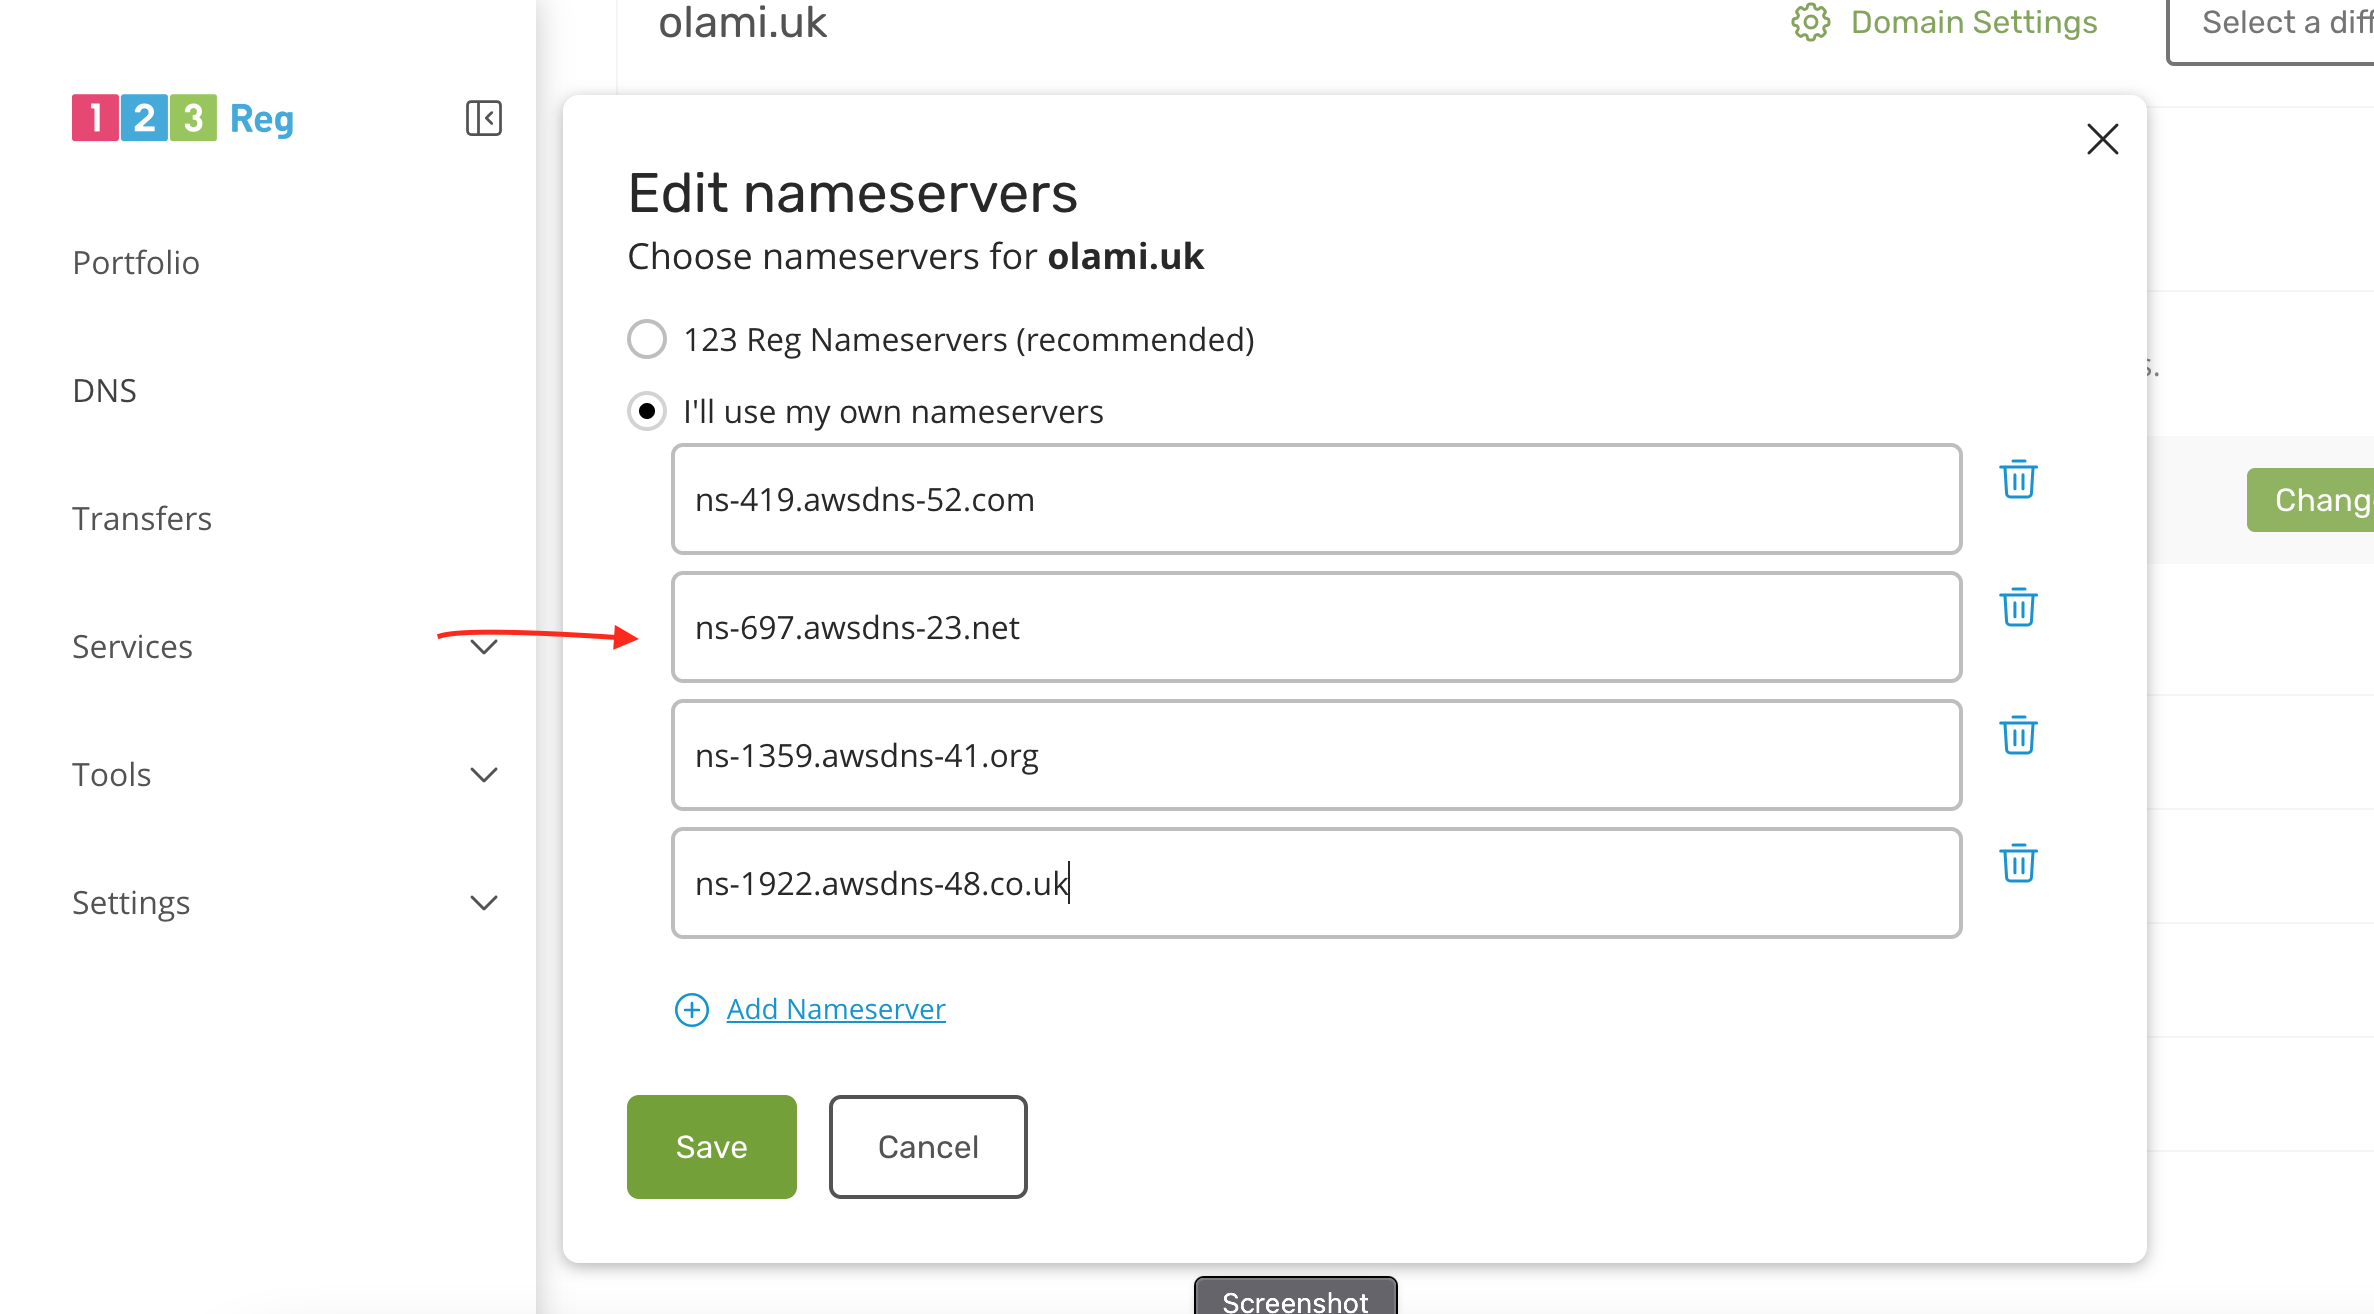 olami.uk
Domain Settings
Select a diff
1 2 3 Reg
Portfolio
DNS
Transfers
Services
Tools
Settings
Edit nameservers
Choose nameservers for olami.uk
123 Reg Nameservers (recommended)
I'll use my own nameservers
ns-419.awsdns-52.com
ns-697.awsdns-23.net
ns-1359.awsdns-41.org
ns-1922.awsdns-48.co.uk
Add Nameserver
Save Cancel
s.
Chang
Screenshot